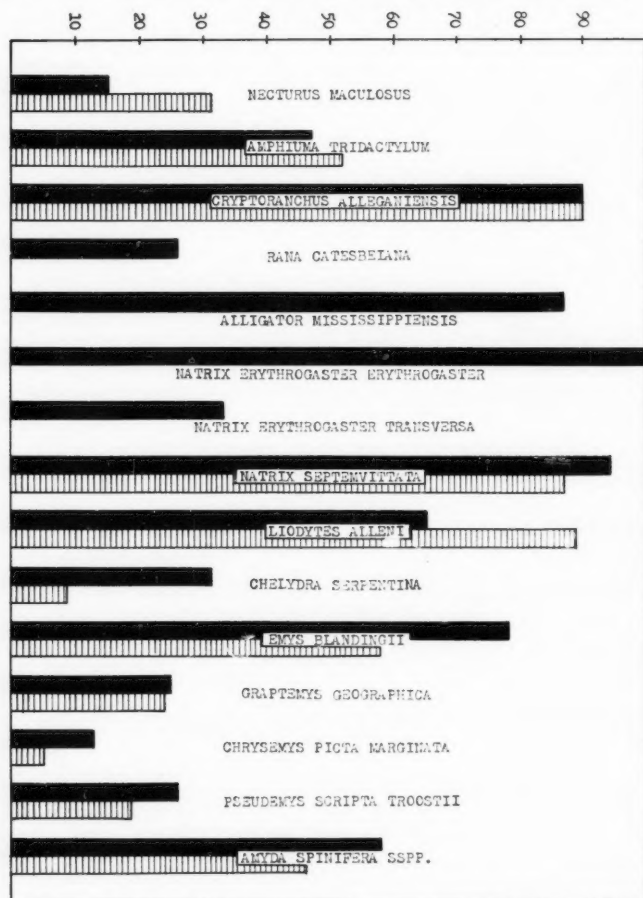 10 20 30 40 50 60 70 80 90
NECTURUS MACULOSUS
AMPHIUMA TRIDACTYLUM
CRYPTORANCHUS ALLEGANIENSIS
RANA CATESBEIANA
ALLIGATOR MISSISSIPPIENSIS
NATRIX ERYTHROGASTER ERYTHROGASTER
NATRIX ERYTHROGASTER TRANSVERSA
NATRIX SEPTEMVITTATA
LIODYTES ALLENI
CHELYDRA SERPENTINA
EMYS BLANDINGII
GRAPTEMYS GEOGRAPHICA
CHRYSEMYS PICTA MARGINATA
PSEUDEMYS SCRIPTA TROOSTII
AMYDA SPINIFERA SSPP.